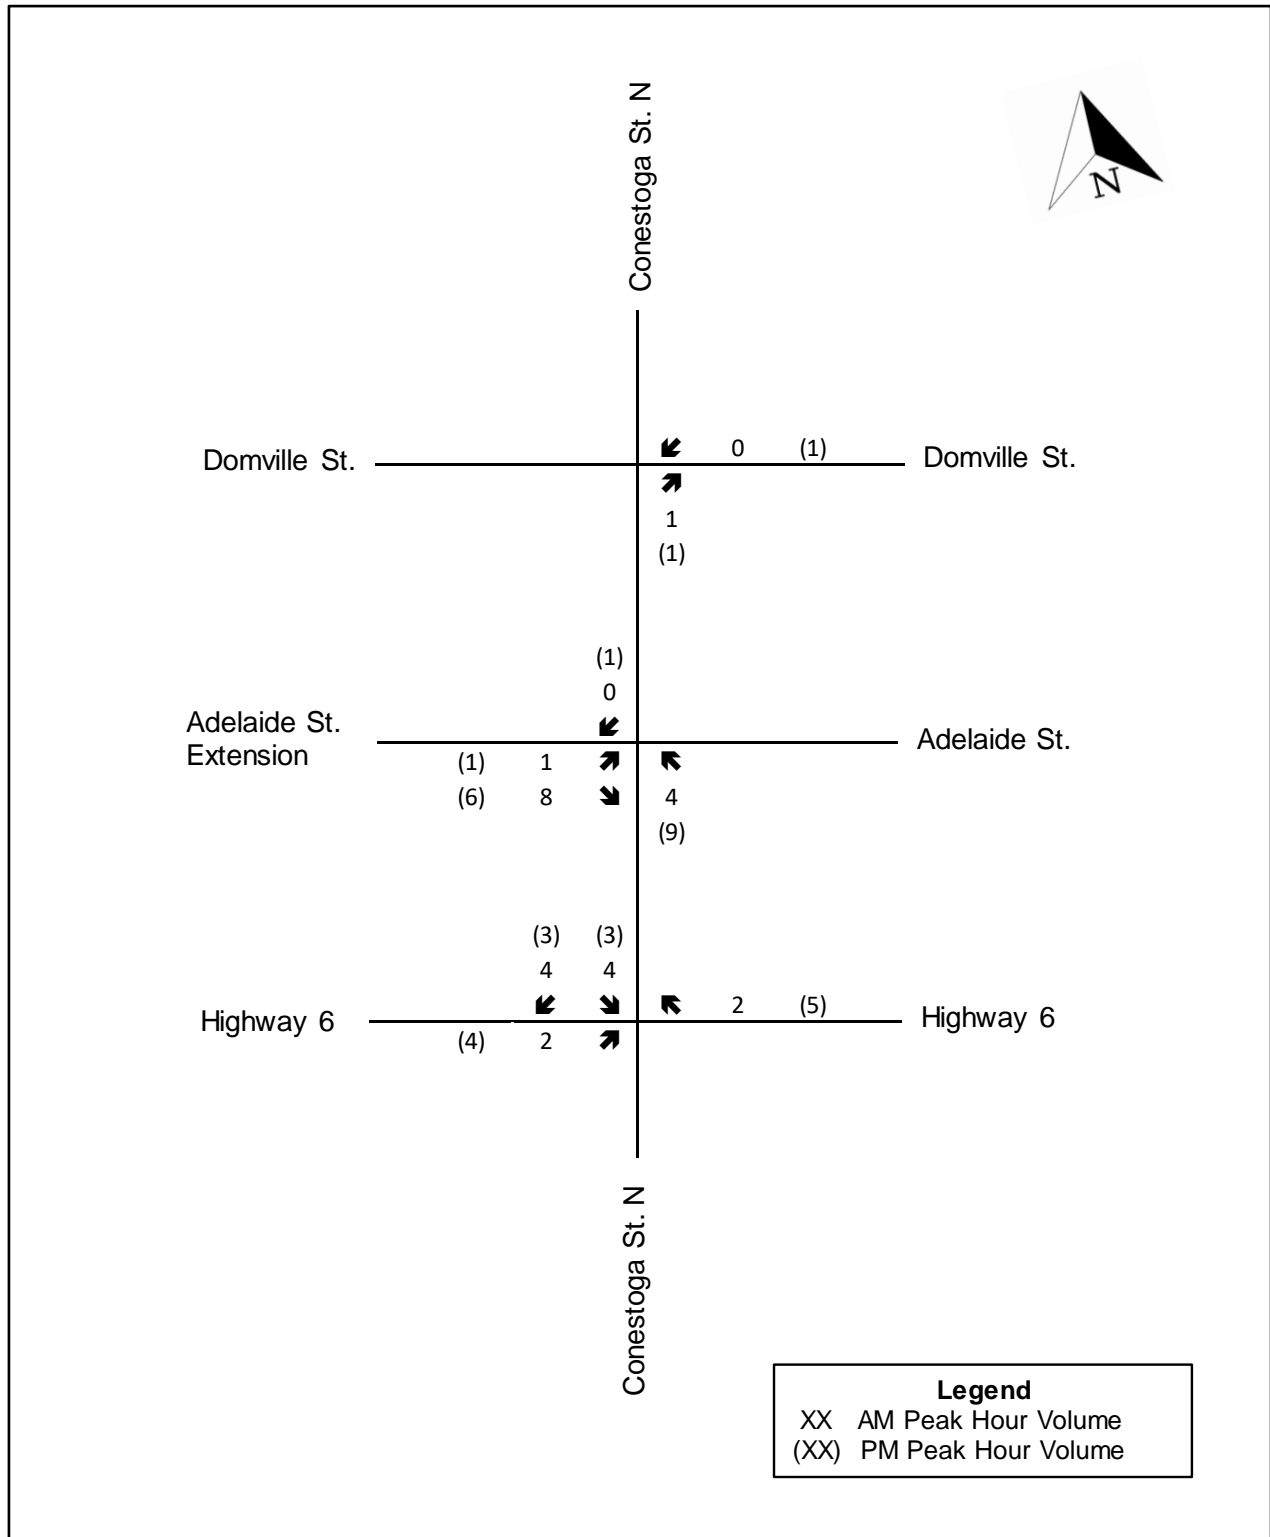 Conestoga St. N
N
Domville St.
0 (1)
Domville St.
1
(1)
(1)
0
Adelaide St.
Extension
Adelaide St.
(1) 1
(6) 8
4
(9)
(3) (3)
4 4
Highway 6
2 (5)
Highway 6
(4) 2
Conestoga St. N
Legend
XX AM Peak Hour Volume
(XX) PM Peak Hour Volume